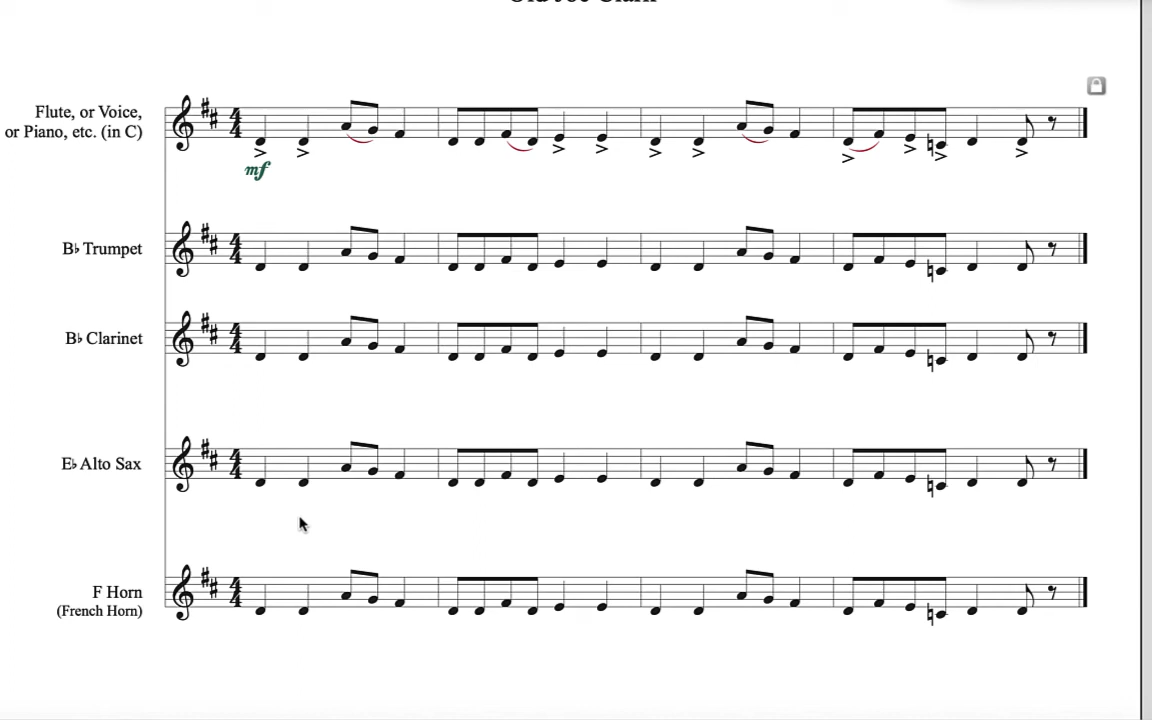 Flute, or Voice,
or Piano, etc. (in C)
mf
B♭ Trumpet
B♭ Clarinet
E♭ Alto Sax
F Horn
(French Horn)